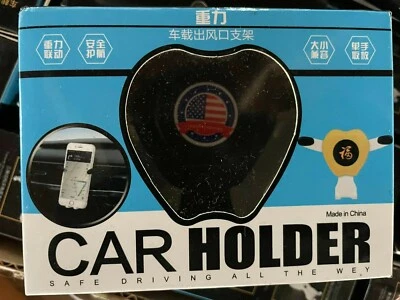 重力
车载出风口支架
重力
联动
安全
护航
大小
兼容
单手
取放
福
Made in China
CAR HOLDER
SAFE DRIVING ALL THE WAY